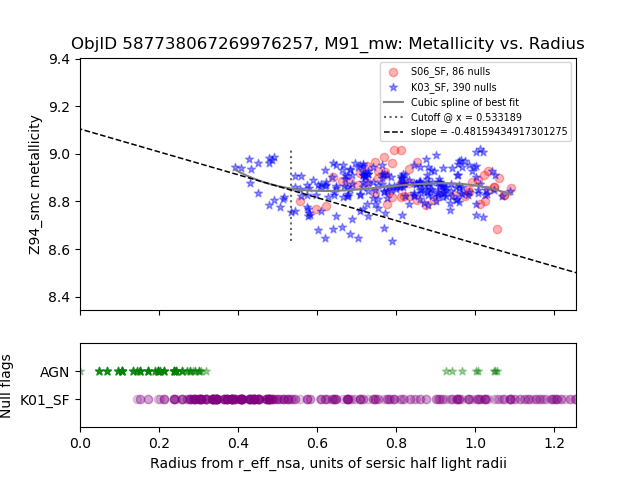 ObjID 587738067269976257, M91_mw: Metallicity vs. Radius
Z94_smc metallicity
9.4
9.2
9.0
8.8
8.6
8.4
S06_SF, 86 nulls
K03_SF, 390 nulls
Cubic spline of best fit
Cutoff @ x = 0.533189
slope = -0.48159434917301275
Null flags
AGN
K01_SF
0.0 0.2 0.4 0.6 0.8 1.0 1.2
Radius from r_eff_nsa, units of sersic half light radii